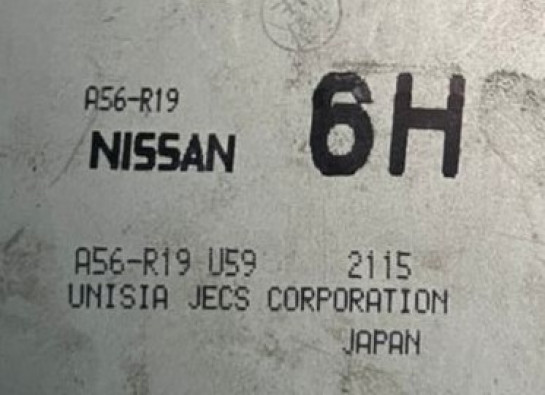 A56-R19
NISSAN 6H
A56-R19 U59 2115
UNISIA JECS CORPORATION
JAPAN